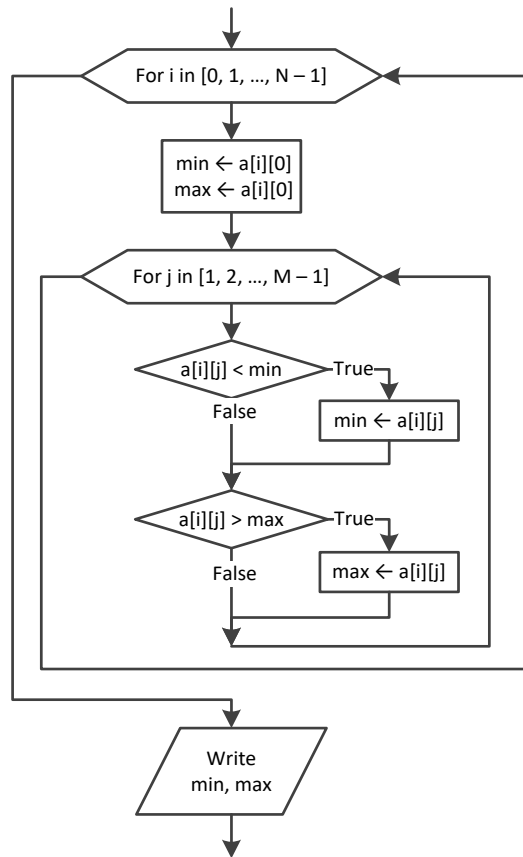 For i in [0, 1, …, N – 1]
min ← a[i][0]
max ← a[i][0]
For j in [1, 2, …, M – 1]
a[i][j] < min
True
False
min ← a[i][j]
a[i][j] > max
True
False
max ← a[i][j]
Write
min, max